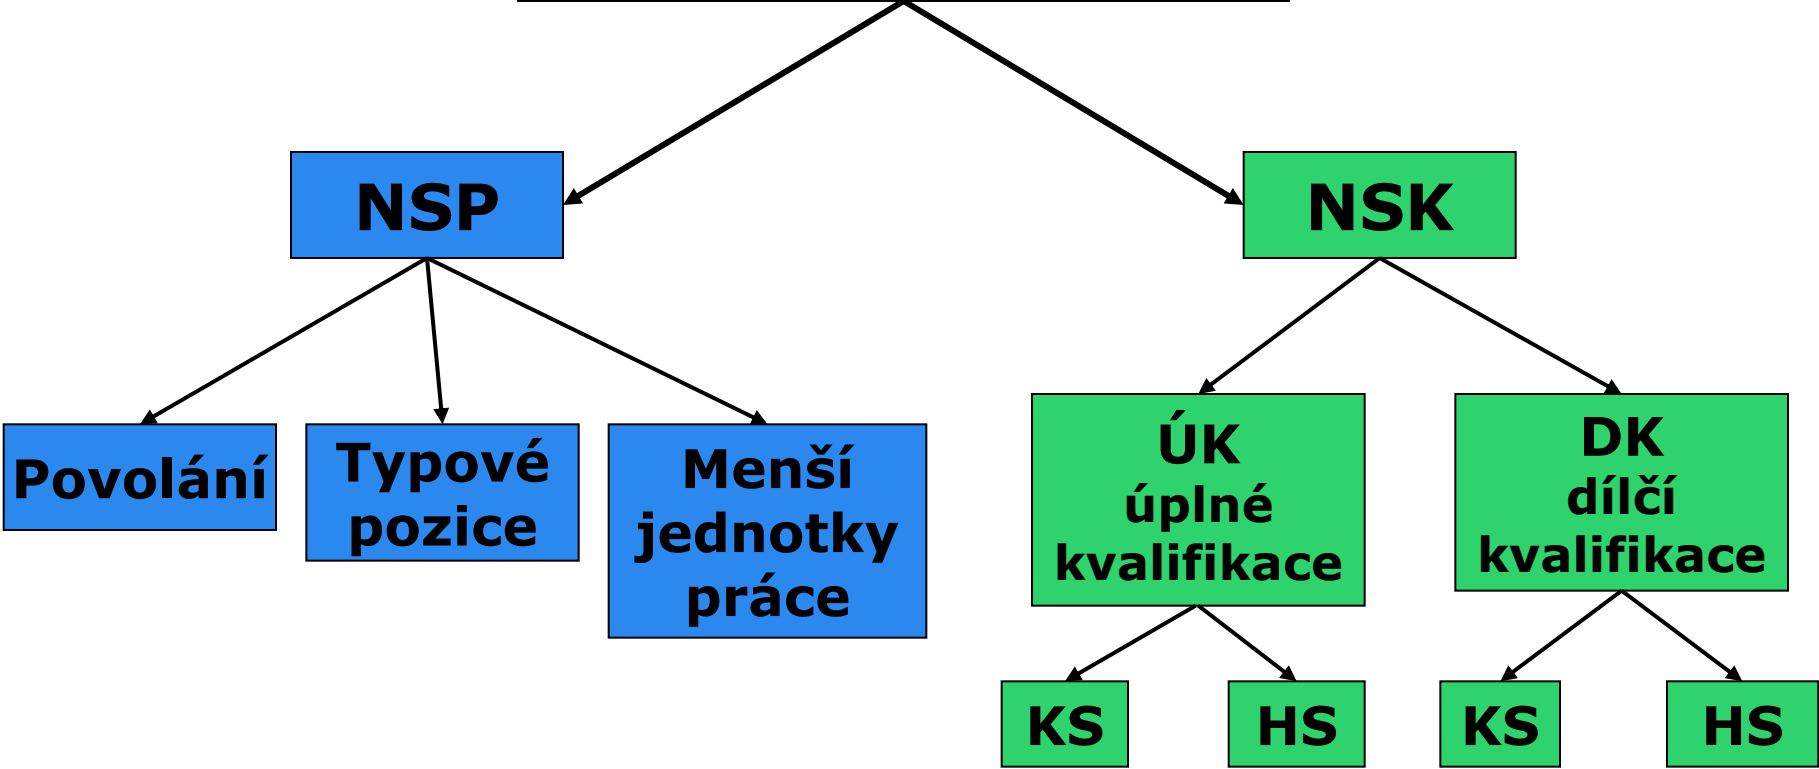 NSP
NSK
Povolání
Typové
pozice
Menší
jednotky
práce
ÚK
úplné
kvalifikace
DK
dílčí
kvalifikace
KS
HS
KS
HS